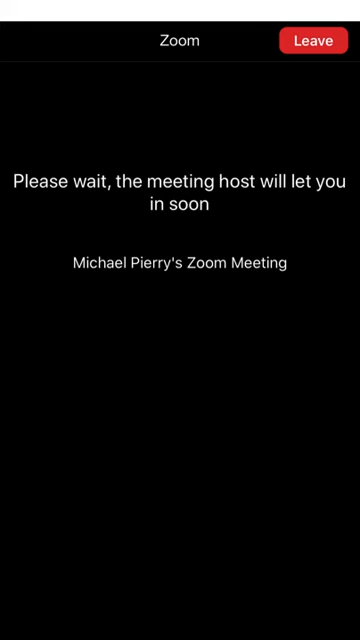 Zoom
Leave
Please wait, the meeting host will let you
in soon
Michael Pierry's Zoom Meeting